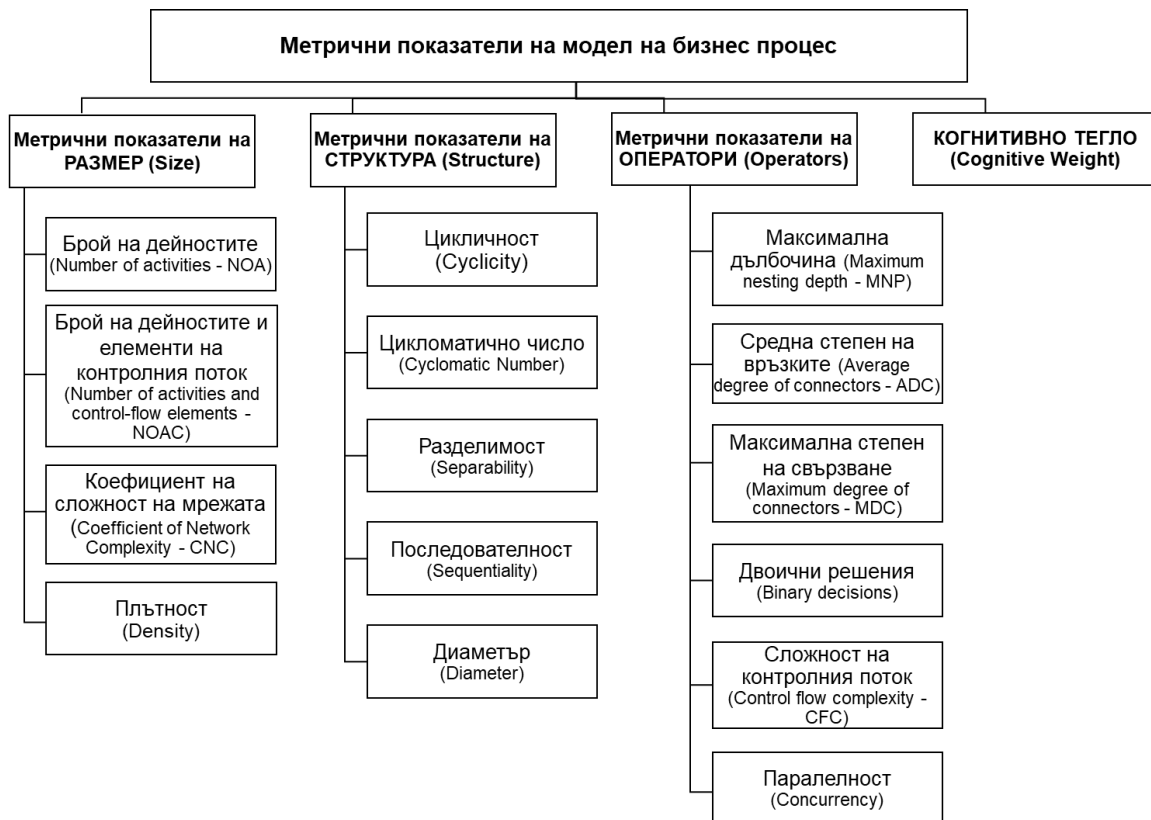 Метрични показатели на модел на бизнес процес
Метрични показатели на
РАЗМЕР (Size)
Брой на дейностите
(Number of activities - NOA)
Брой на дейностите и
елементи на
контролния поток
(Number of activities and
control-flow elements -
NOAC)
Коефициент на
сложност на мрежата
(Coefficient of Network
Complexity - CNC)
Плътност
(Density)
Метрични показатели на
СТРУКТУРА (Structure)
Цикличност
(Cyclicity)
Цикломатично число
(Cyclomatic Number)
Разделимост
(Separability)
Последователност
(Sequentiality)
Диаметър
(Diameter)
Метрични показатели на
ОПЕРАТОРИ (Operators)
Максимална
дълбочина (Maximum
nesting depth - MNP)
Средна степен на
връзките (Average
degree of connectors - ADC)
Максимална степен
на свързване
(Maximum degree of
connectors - MDC)
Двоични решения
(Binary decisions)
Сложност на
контролния поток
(Control flow complexity -
CFC)
Паралелност
(Concurrency)
КОГНИТИВНО ТЕГЛО
(Cognitive Weight)